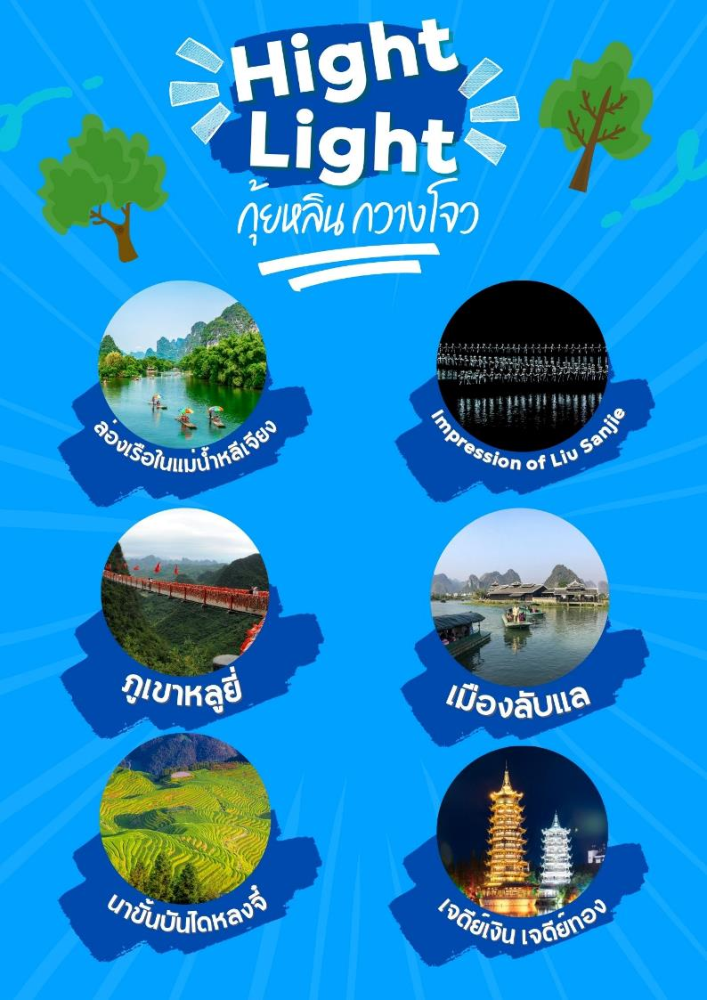 Hight
Light
กุ้ยหลิน กวางโจว
ล่องเรือในแม่น้ำหลีเจียง
Impression of Liu Sanjie
ภูเขาหลูยี่
เมืองลับแล
นาขั้นบันไดหลงจี๋
เจดีย์เงิน เจดีย์ทอง